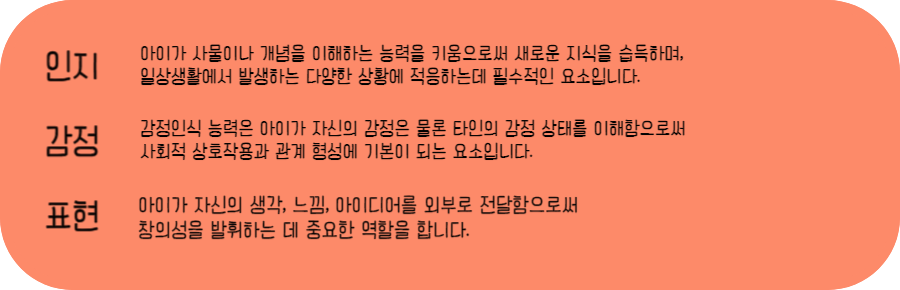 인지
아이가 사물이나 개념을 이해하는 능력을 키움으로써 새로운 지식을 습득하며,
일상생활에서 발생하는 다양한 상황에 적응하는데 필수적인 요소입니다.
감정
감정인식 능력은 아이가 자신의 감정은 물론 타인의 감정 상태를 이해함으로써
사회적 상호작용과 관계 형성에 기본이 되는 요소입니다.
표현
아이가 자신의 생각, 느낌, 아이디어를 외부로 전달함으로써
창의성을 발휘하는 데 중요한 역할을 합니다.